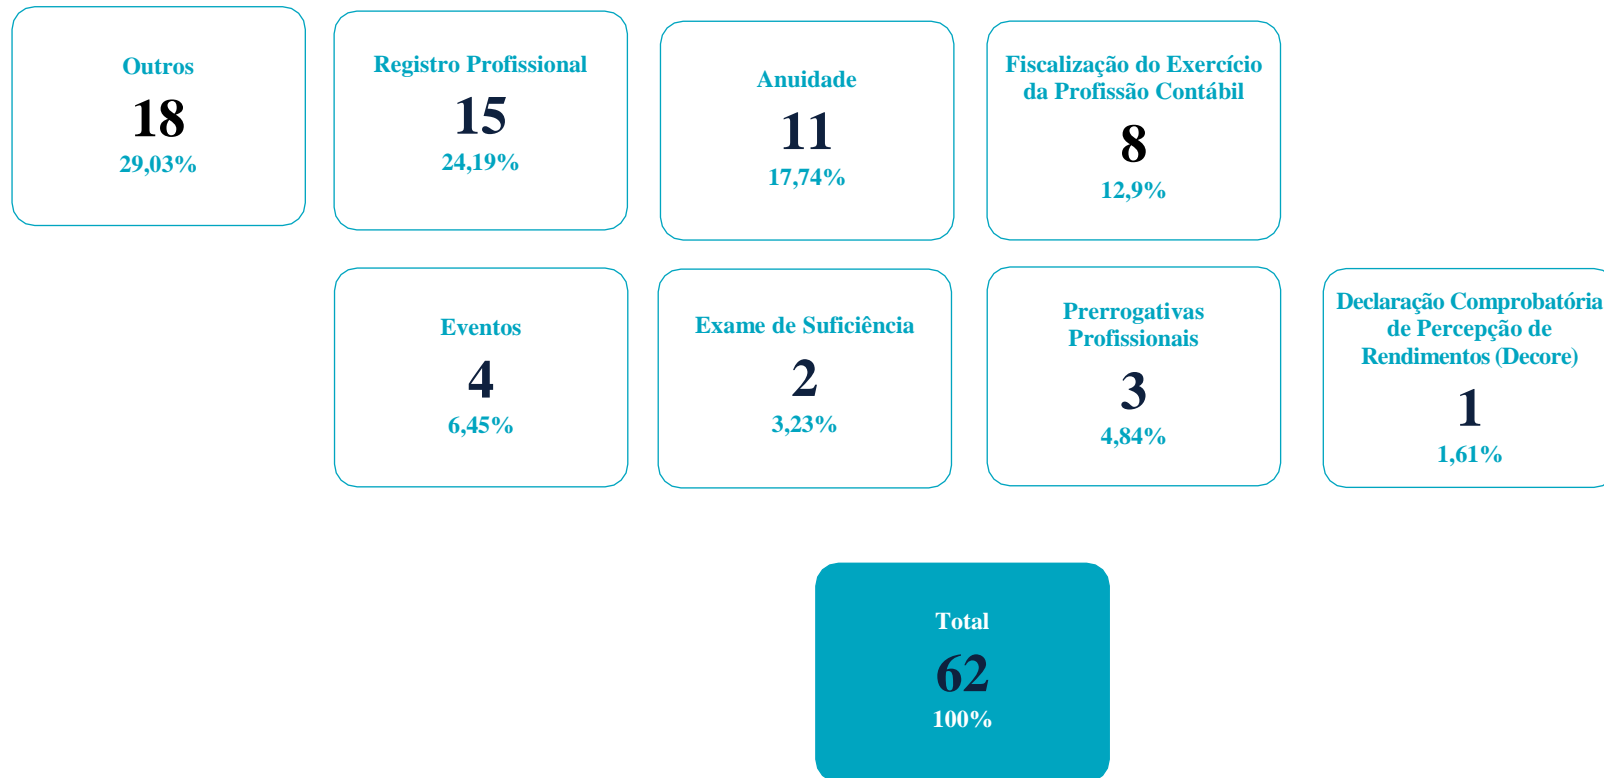 Outros
18
29,03%
Registro Profissional
15
24,19%
Anuidade
11
17,74%
Fiscalização do Exercício
da Profissão Contábil
8
12,9%
Eventos
4
6,45%
Exame de Suficiência
2
3,23%
Prerrogativas
Profissionais
3
4,84%
Declaração Comprobatória
de Percepção de
Rendimentos (Decore)
1
1,61%
Total
62
100%